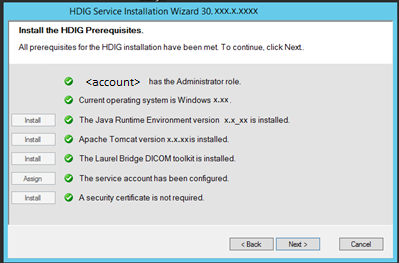 HDIG Service Installation Wizard 30, XXX.X.XXXX
Install the HDIG Prerequisites.
All prerequisites for the HDIG installation have been met. To continue, click Next.
<account> has the Administrator role.
Current operating system is Windows x.xx.
Install The Java Runtime Environment version x.x_xx is installed.
Install Apache Tomcat version x.x.xx is installed.
Install The Laurel Bridge DICOM toolkit is installed.
Assign The service account has been configured.
Install A security certificate is not required.
< Back Next > Cancel